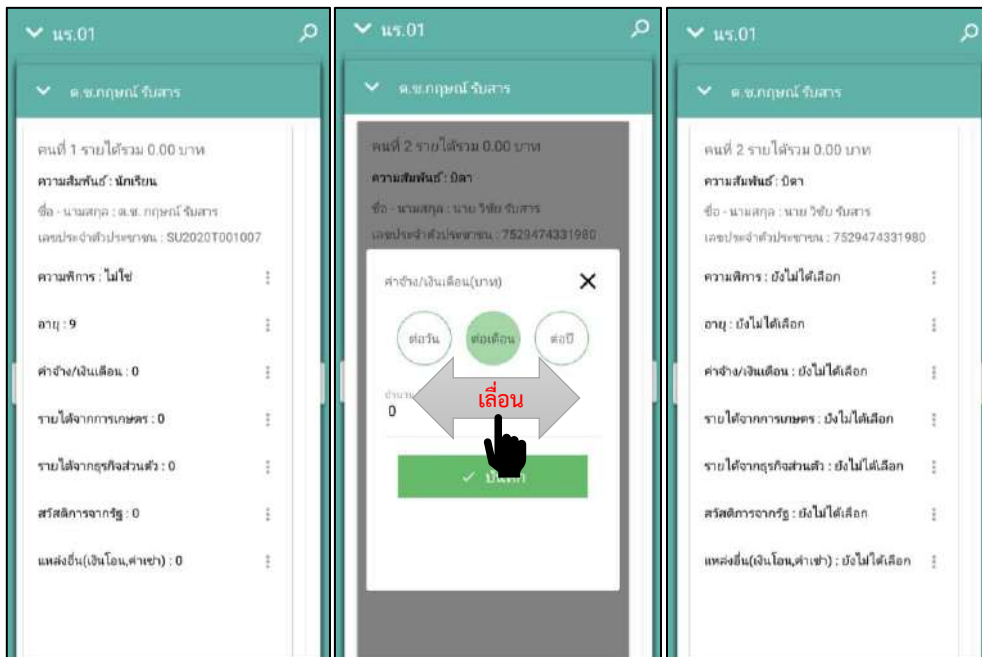 นร.01
ด.ช.กฤษณ์ รับสาร
คนที่ 1 รายได้รวม 0.00 บาท
ความสัมพันธ์ : นักเรียน
ชื่อ - นามสกุล : ด.ช. กฤษณ์ รับสาร
เลขประจำตัวประชาชน : SU2020T001007
ความพิการ : ไม่ใช่
อายุ : 9
ค่าจ้าง/เงินเดือน : 0
รายได้จากการเกษตร : 0
รายได้จากธุรกิจส่วนตัว : 0
สวัสดิการจากรัฐ : 0
แหล่งอื่น(เงินโอน,ค่าเช่า) : 0
นร.01
ด.ช.กฤษณ์ รับสาร
คนที่ 2 รายได้รวม 0.00 บาท
ความสัมพันธ์ : บิดา
ชื่อ - นามสกุล : นาย วิชัย รับสาร
เลขประจำตัวประชาชน : 7529474331980
ค่าจ้าง/เงินเดือน(บาท)
ต่อวัน ต่อเดือน ต่อปี
จำนวน
0
เลื่อน
บันทึก
นร.01
ด.ช.กฤษณ์ รับสาร
คนที่ 2 รายได้รวม 0.00 บาท
ความสัมพันธ์ : บิดา
ชื่อ - นามสกุล : นาย วิชัย รับสาร
เลขประจำตัวประชาชน : 7529474331980
ความพิการ : ยังไม่ได้เลือก
อายุ : ยังไม่ได้เลือก
ค่าจ้าง/เงินเดือน : ยังไม่ได้เลือก
รายได้จากการเกษตร : ยังไม่ได้เลือก
รายได้จากธุรกิจส่วนตัว : ยังไม่ได้เลือก
สวัสดิการจากรัฐ : ยังไม่ได้เลือก
แหล่งอื่น(เงินโอน,ค่าเช่า) : ยังไม่ได้เลือก